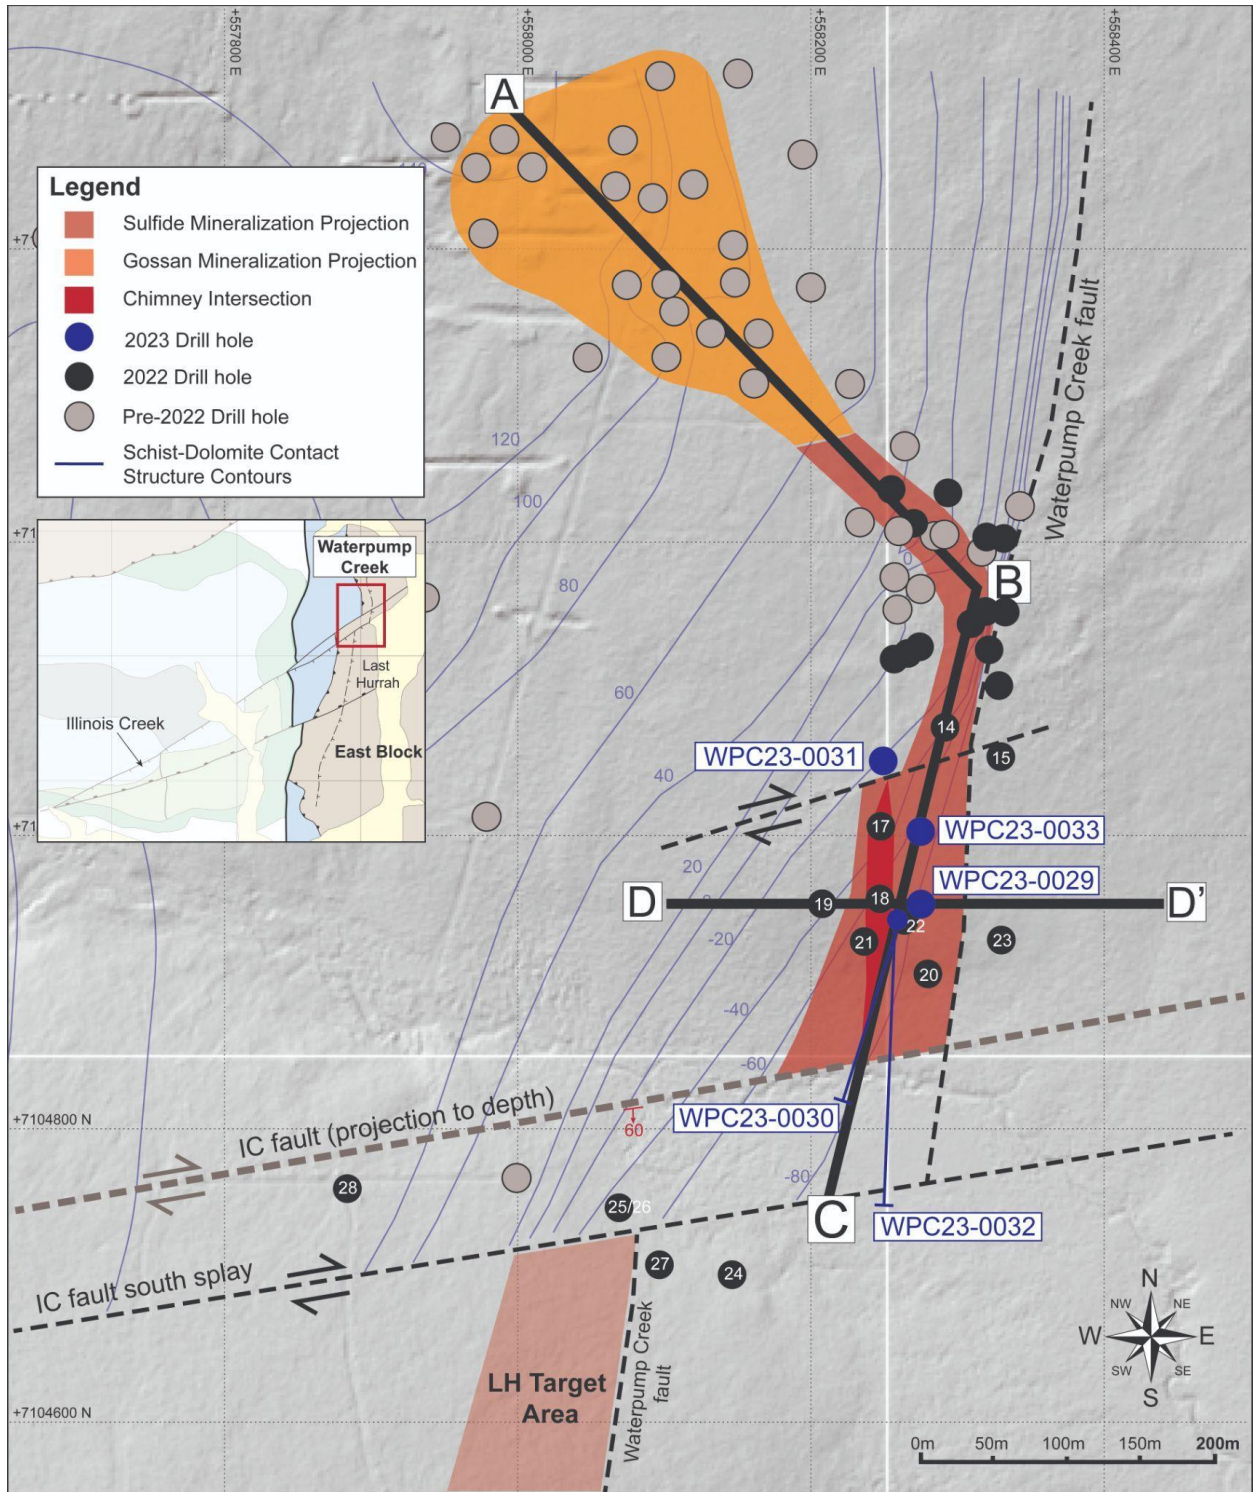 +557800 E
+558000 E
+558200 E
+558400 E
A
Legend
Sulfide Mineralization Projection
Gossan Mineralization Projection
Chimney Intersection
2023 Drill hole
2022 Drill hole
Pre-2022 Drill hole
Schist-Dolomite Contact
Structure Contours
Waterpump Creek fault
120
100
80
60
40
20
-20
-40
-60
-80
B
Waterpump
Creek
Last
Hurrah
Illinois Creek
East Block
14
15
WPC23-0031
17
WPC23-0033
WPC23-0029
D
19
18
D'
21
22
23
20
IC fault (projection to depth)
60
WPC23-0030
+7104800 N
28
25/26
C
WPC23-0032
27
24
IC fault south splay
Waterpump Creek
fault
LH Target
Area
+7104600 N
N
NW
NE
W
E
SW
SE
S
0m
50m
100m
150m
200m